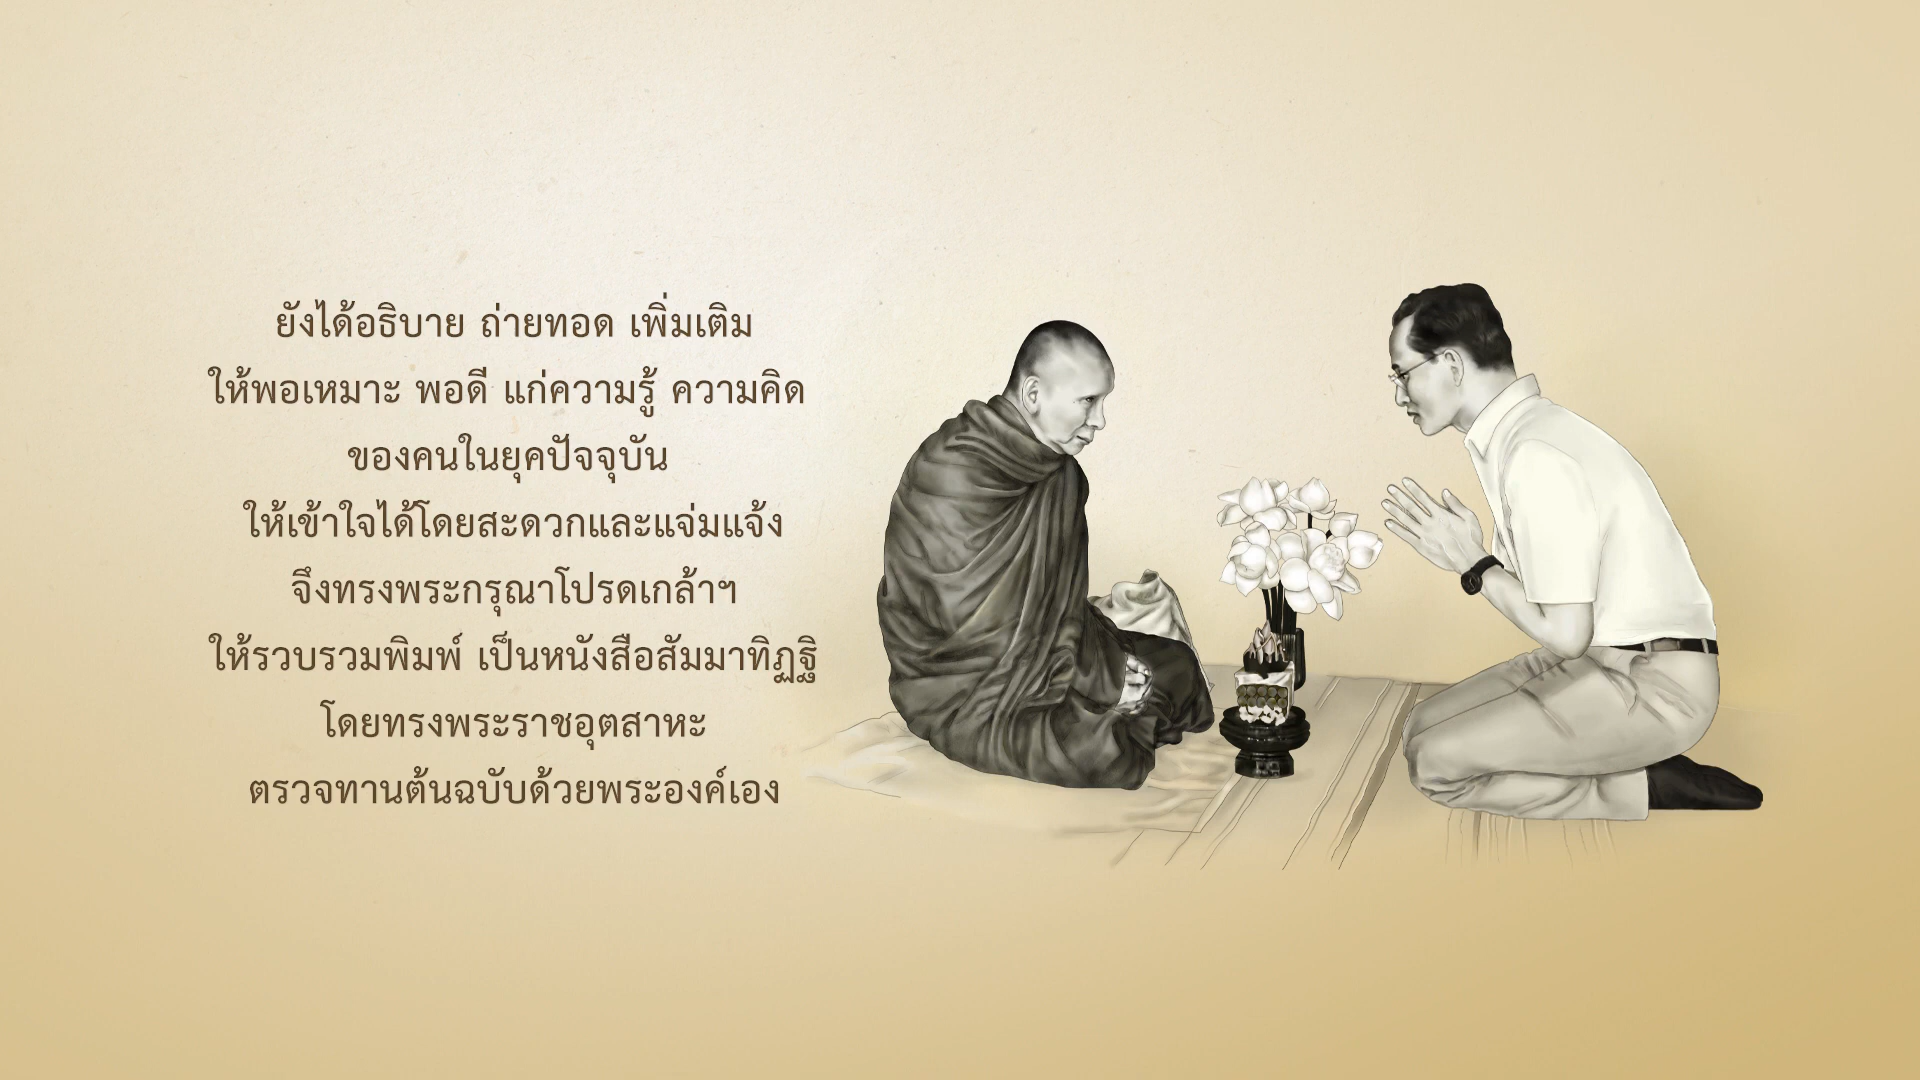 ยังได้อธิบาย ถ่ายทอด เพิ่มเติม
ให้พอเหมาะ พอดี แก่ความรู้ ความคิด
ของคนในยุคปัจจุบัน
ให้เข้าใจได้โดยสะดวกและแจ่มแจ้ง
จึงทรงพระกรุณาโปรดเกล้าฯ
ให้รวบรวมพิมพ์ เป็นหนังสือสัมมาทิฏฐิ
โดยทรงพระราชอุตสาหะ
ตรวจทานต้นฉบับด้วยพระองค์เอง